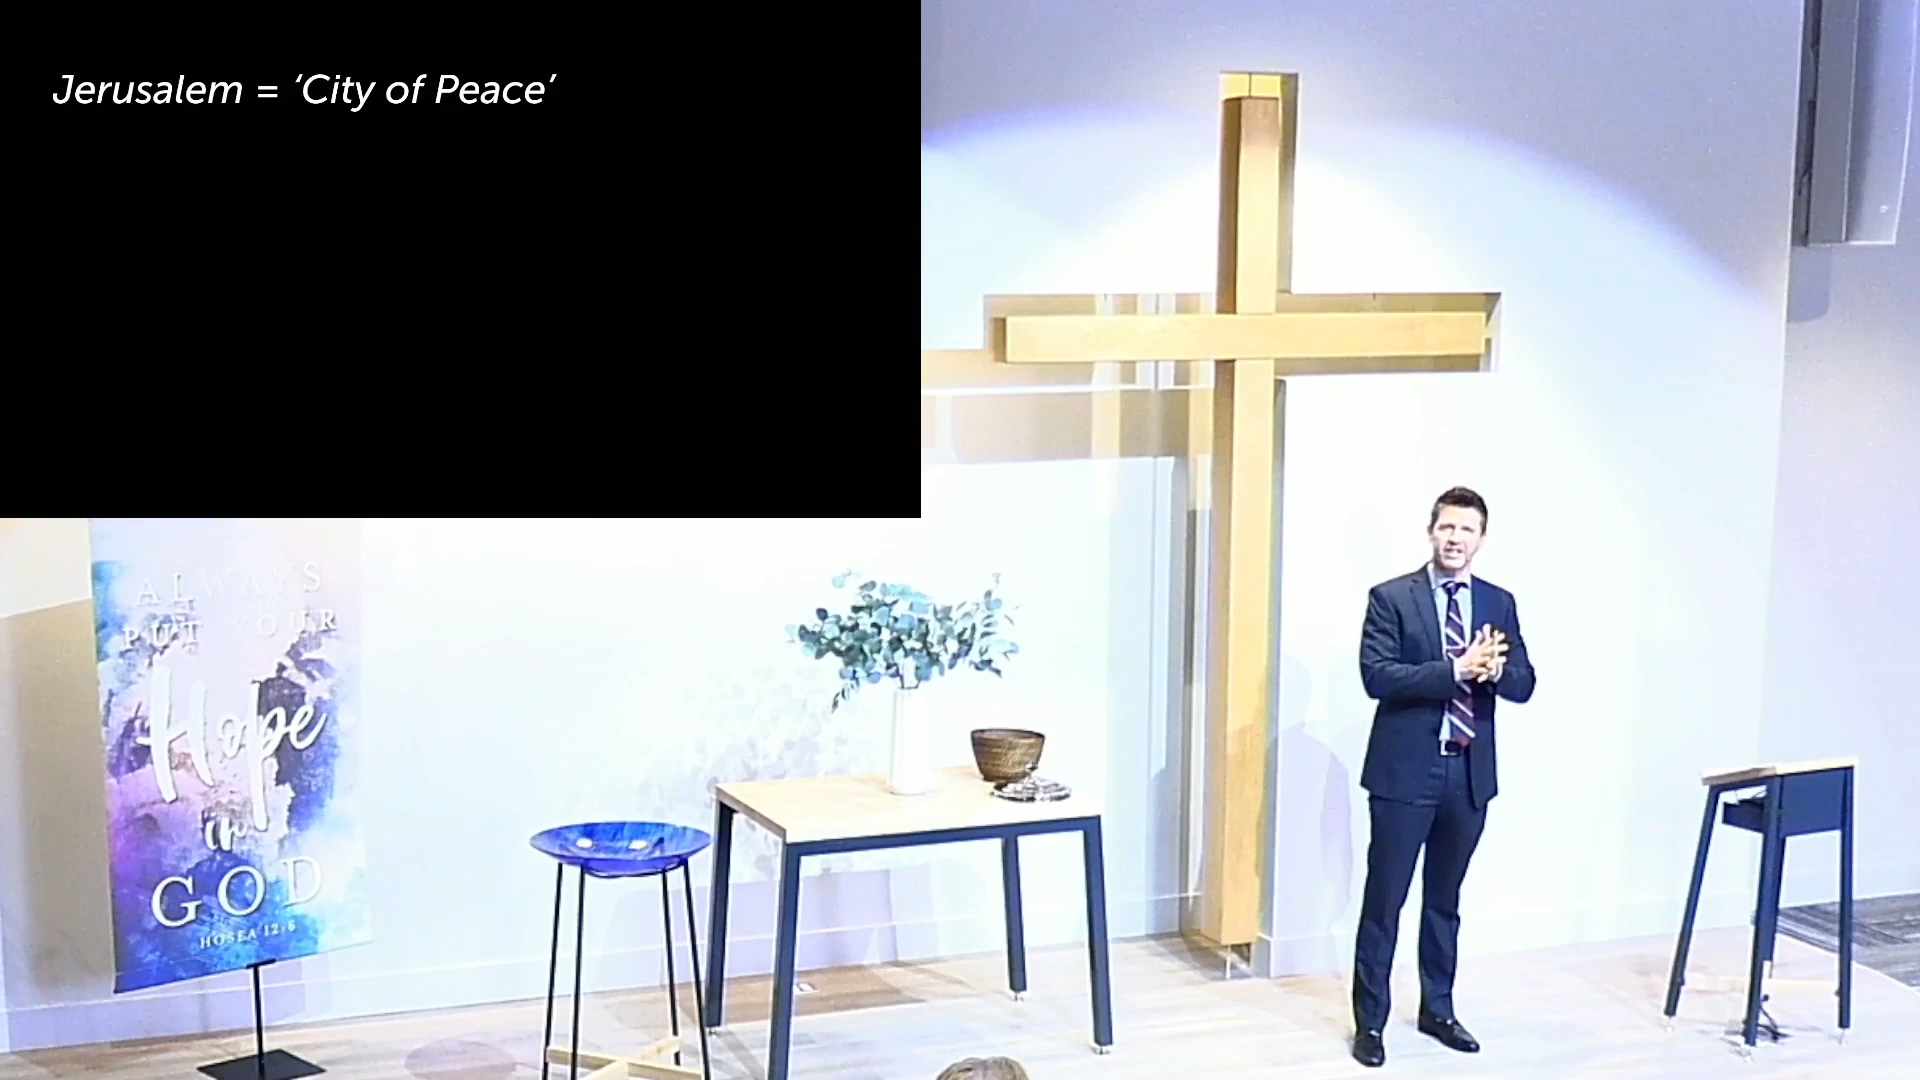 Jerusalem = ‘City of Peace’
ALWAYS
PUT YOUR
Hope
in
GOD
HOSEA 12:6